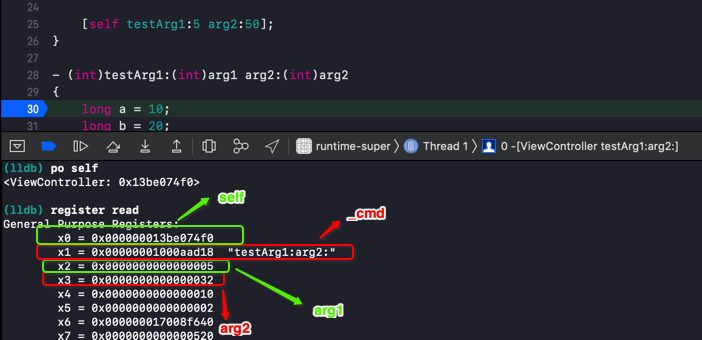 24
25 [self testArg1:5 arg2:50];
26 }
27
28 - (int)testArg1:(int)arg1 arg2:(int)arg2
29 {
30 long a = 10;
31 long b = 20;
runtime-super Thread 1 0 -[ViewController testArg1:arg2:]
(lldb) po self
<ViewController: 0x13be074f0>
self
(lldb) register read
_cmd
General Purpose Registers:
x0 = 0x000000013be074f0
x1 = 0x00000001000aad18 "testArg1:arg2:"
x2 = 0x0000000000000005
x3 = 0x0000000000000032
x4 = 0x0000000000000010
arg1
x5 = 0x0000000000000002
x6 = 0x000000017008f640
arg2
x7 = 0x0000000000000520